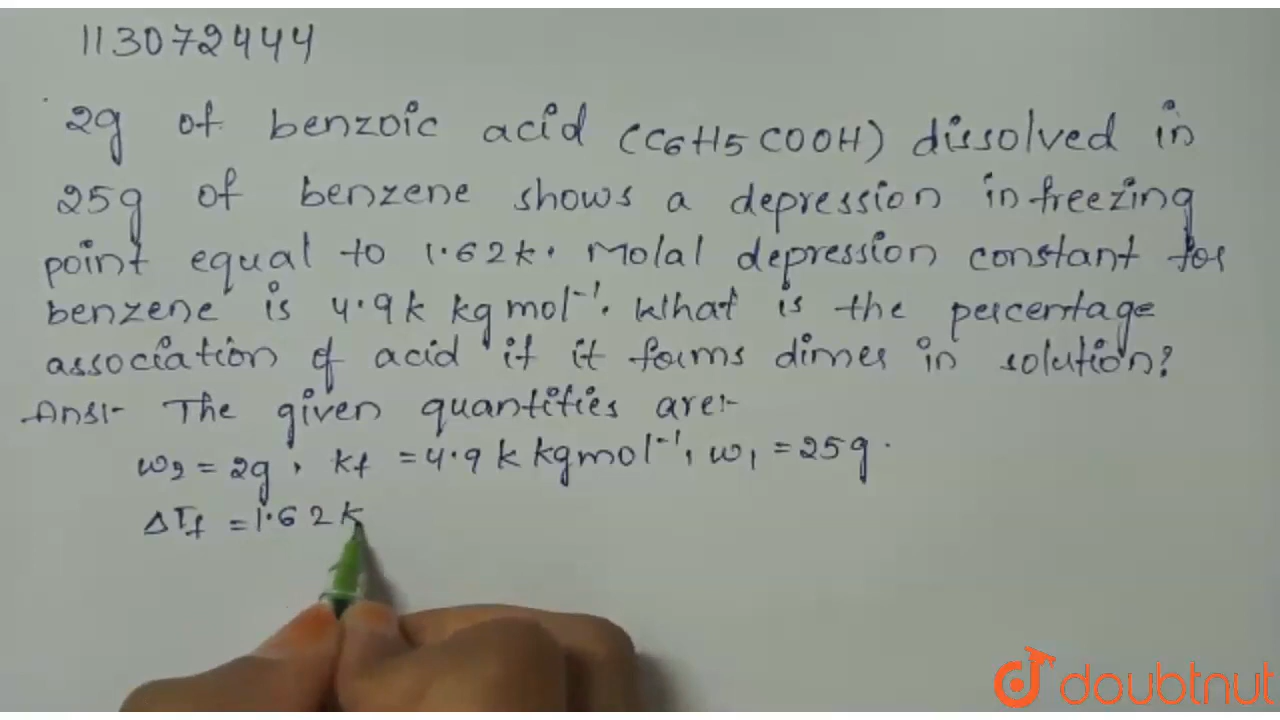 113072444
2g of benzoic acid (C6H5COOH) dissolved in
25g of benzene shows a depression in freezing
point equal to 1.62k. Molal depression constant for
benzene is 4.9k kg mol⁻¹. What is the percentage
association of acid if it forms dimer in solution?
Ans:- The given quantities are:-
w₂ = 2g, kf = 4.9 k kg mol⁻¹, w₁ = 25g.
ΔTf = 1.62 k
doubtnut